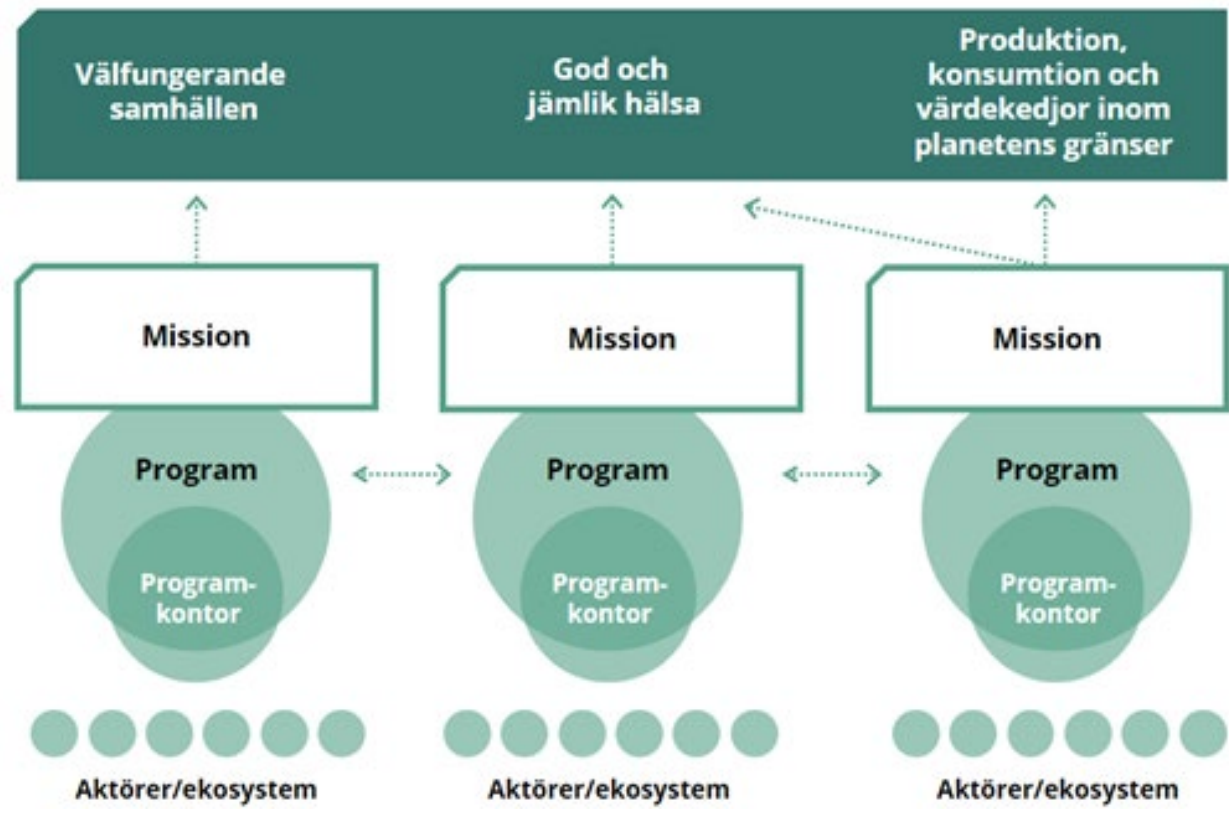 Välfungerande
samhällen
God och
jämlik hälsa
Produktion,
konsumtion och
värdekedjor inom
planetens gränser
Mission
Mission
Mission
Program
Program
Program
Program-
kontor
Program-
kontor
Program-
kontor
Aktörer/ekosystem
Aktörer/ekosystem
Aktörer/ekosystem